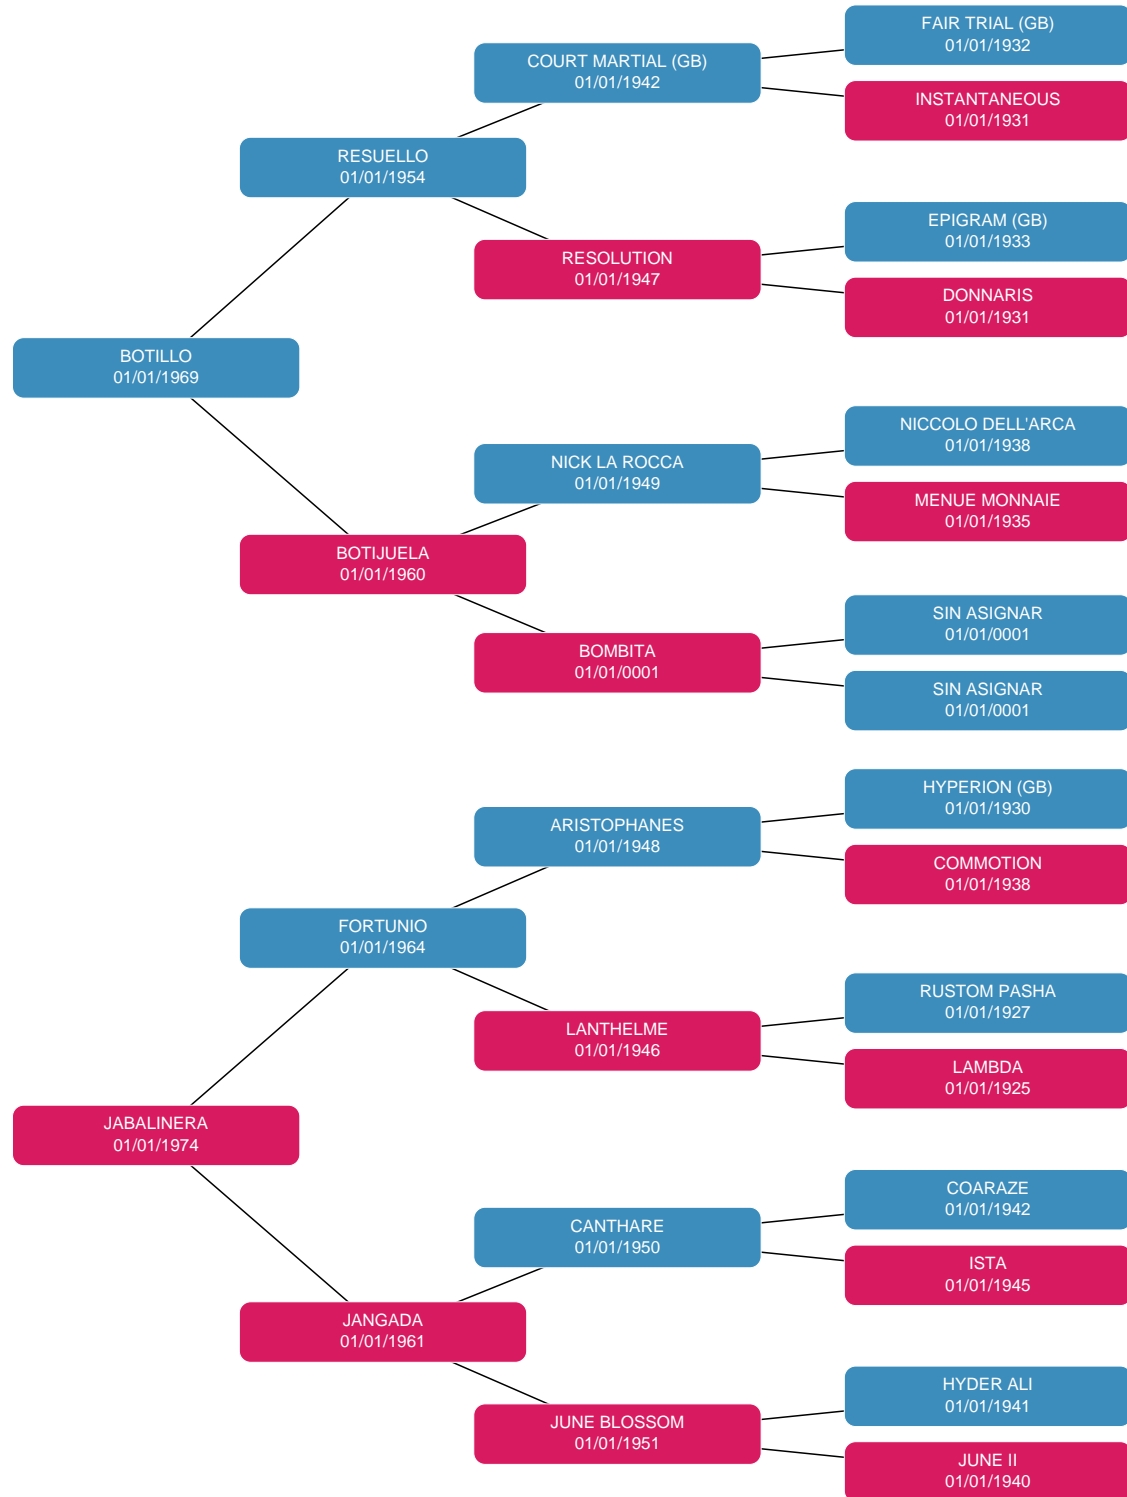 FAIR TRIAL (GB)
01/01/1932
COURT MARTIAL (GB)
01/01/1942
INSTANTANEOUS
01/01/1931
RESUELLO
01/01/1954
EPIGRAM (GB)
01/01/1933
RESOLUTION
01/01/1947
DONNARIS
01/01/1931
BOTILLO
01/01/1969
NICCOLO DELL'ARCA
01/01/1938
NICK LA ROCCA
01/01/1949
MENUE MONNAIE
01/01/1935
BOTIJUELA
01/01/1960
SIN ASIGNAR
01/01/0001
BOMBITA
01/01/0001
SIN ASIGNAR
01/01/0001
HYPERION (GB)
01/01/1930
ARISTOPHANES
01/01/1948
COMMOTION
01/01/1938
FORTUNIO
01/01/1964
RUSTOM PASHA
01/01/1927
LANTHELME
01/01/1946
LAMBDA
01/01/1925
JABALINERA
01/01/1974
COARAZE
01/01/1942
CANTHARE
01/01/1950
ISTA
01/01/1945
JANGADA
01/01/1961
HYDER ALI
01/01/1941
JUNE BLOSSOM
01/01/1951
JUNE II
01/01/1940